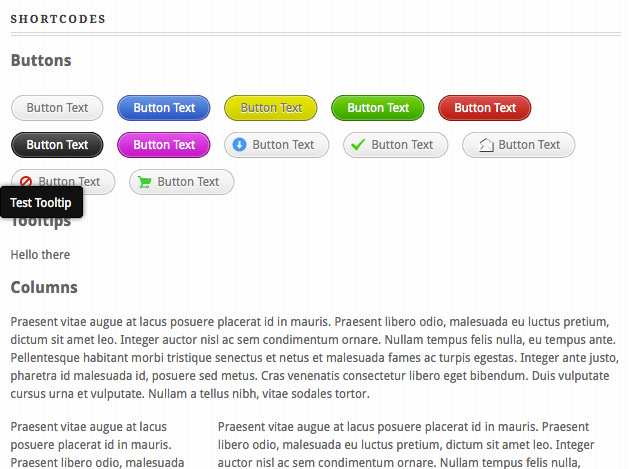 SHORTCODES
Buttons
Button Text Button Text Button Text Button Text Button Text
Button Text Button Text Button Text Button Text Button Text
Button Text Button Text
Test Tooltip
Tooltips
Hello there
Columns
Praesent vitae augue at lacus posuere placerat id in mauris. Praesent libero odio, malesuada eu luctus pretium,
dictum sit amet leo. Integer auctor nisl ac sem condimentum ornare. Nullam tempus felis nulla, eu tempus ante.
Pellentesque habitant morbi tristique senectus et netus et malesuada fames ac turpis egestas. Integer ante justo,
pharetra id malesuada id, posuere sed metus. Cras venenatis consectetur libero eget bibendum. Duis vulputate
cursus urna et vulputate. Nullam a tellus nibh, vitae sodales tortor.
Praesent vitae augue at lacus
posuere placerat id in mauris.
Praesent libero odio, malesuada
Praesent vitae augue at lacus posuere placerat id in mauris. Praesent
libero odio, malesuada eu luctus pretium, dictum sit amet leo. Integer
auctor nisl ac sem condimentum ornare. Nullam tempus felis nulla,